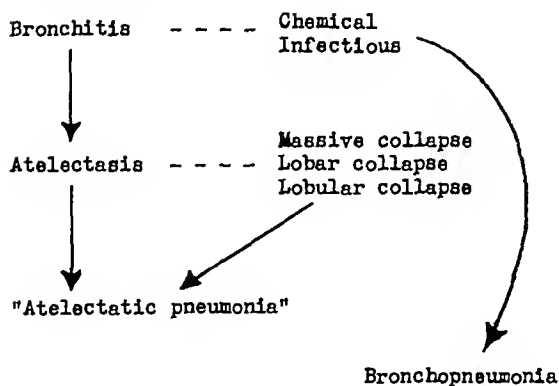 Bronchitis - - - - Chemical
Infectious
Atelectasis - - - - Massive collapse
Lobar collapse
Lobular collapse
"Atelectatic pneumonia"
Bronchopneumonia